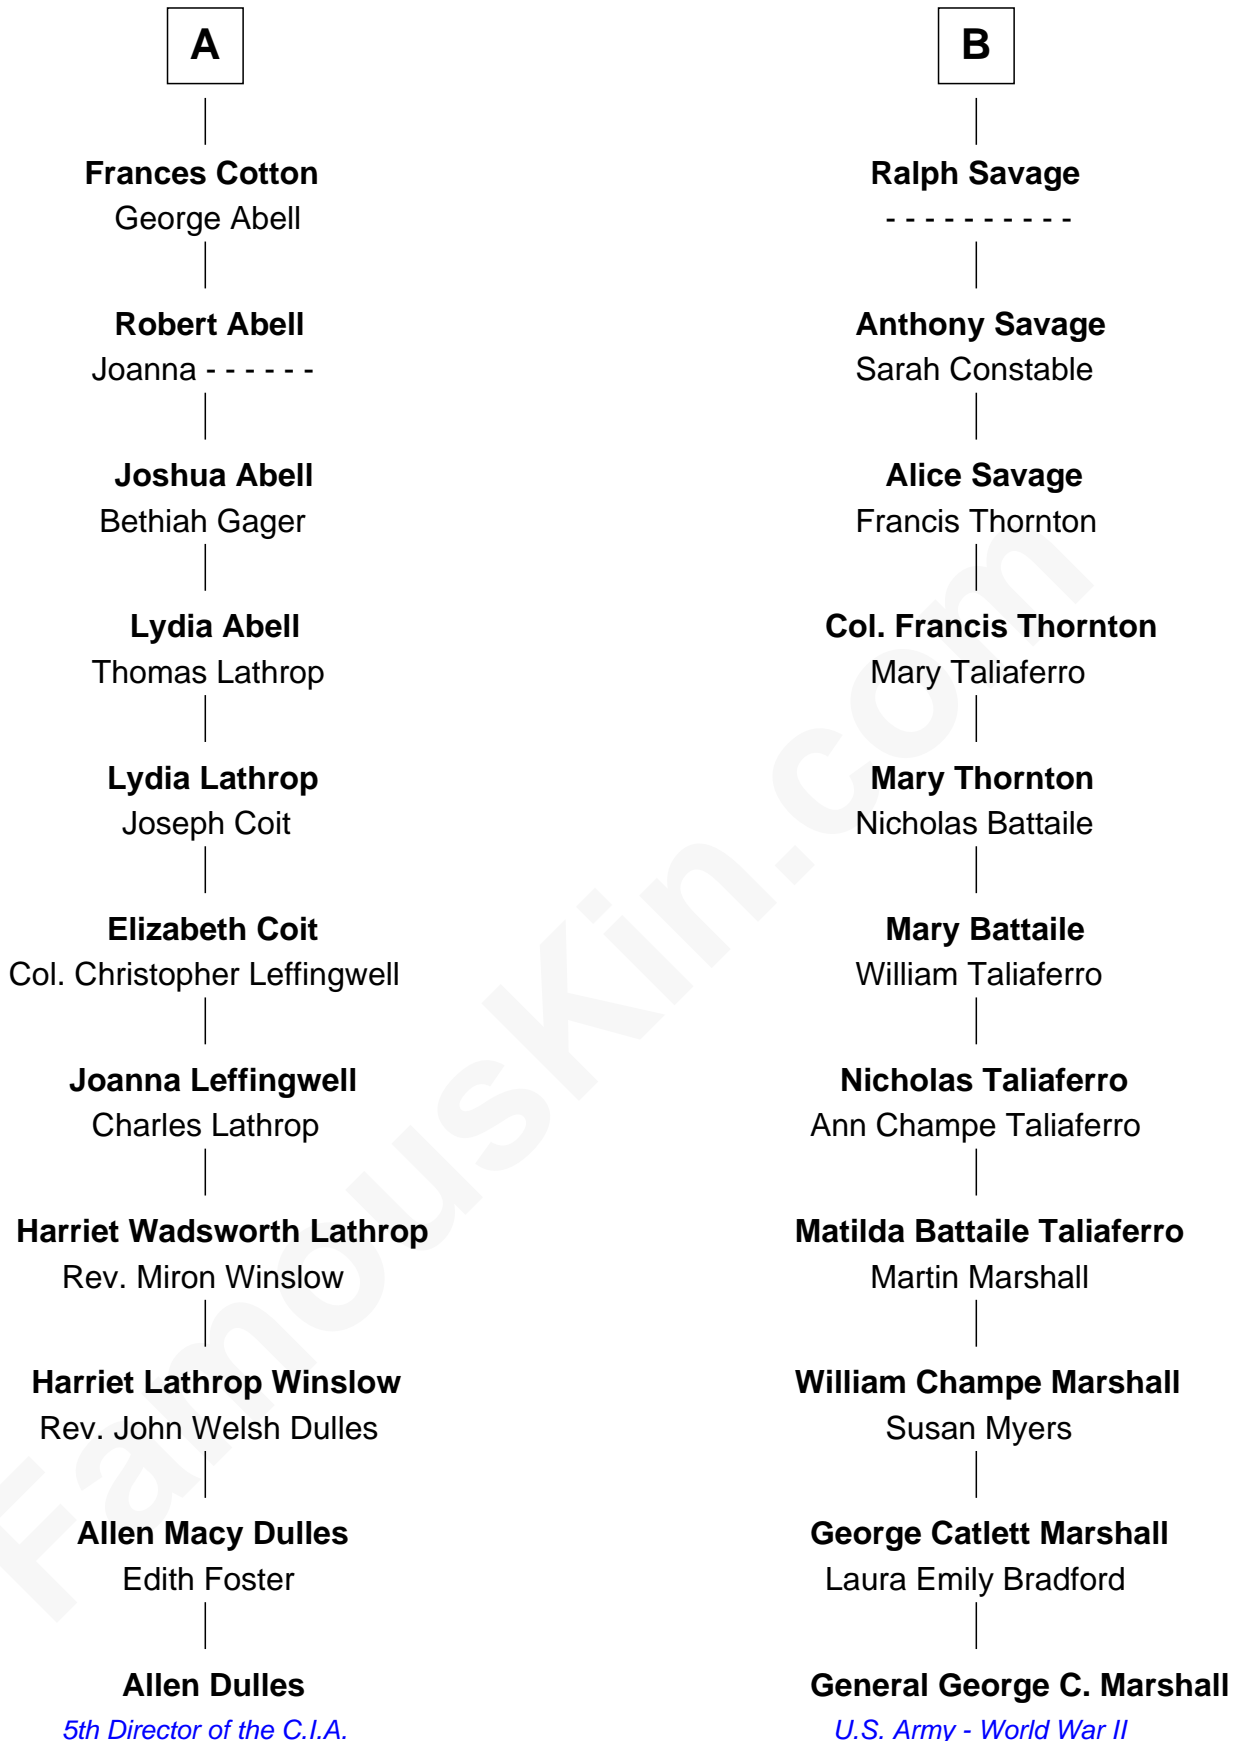 A
Frances Cotton
George Abell
Robert Abell
Joanna - - - - - -
Joshua Abell
Bethiah Gager
Lydia Abell
Thomas Lathrop
Lydia Lathrop
Joseph Coit
Elizabeth Coit
Col. Christopher Leffingwell
Joanna Leffingwell
Charles Lathrop
Harriet Wadsworth Lathrop
Rev. Miron Winslow
Harriet Lathrop Winslow
Rev. John Welsh Dulles
Allen Macy Dulles
Edith Foster
Allen Dulles
5th Director of the C.I.A.
B
Ralph Savage
- - - - - - - - - -
Anthony Savage
Sarah Constable
Alice Savage
Francis Thornton
Col. Francis Thornton
Mary Taliaferro
Mary Thornton
Nicholas Battaile
Mary Battaile
William Taliaferro
Nicholas Taliaferro
Ann Champe Taliaferro
Matilda Battaile Taliaferro
Martin Marshall
William Champe Marshall
Susan Myers
George Catlett Marshall
Laura Emily Bradford
General George C. Marshall
U.S. Army - World War II
FamousKin.com